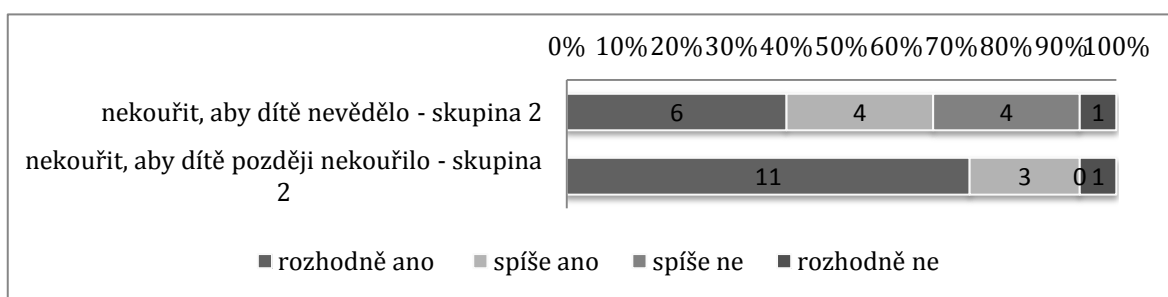 0% 10%20%30%40%50%60%70%80%90%100%
nekouřit, aby dítě nevědělo - skupina 2
6 4 4 1
nekouřit, aby dítě později nekouřilo - skupina
2
11 3 0 1
rozhodně ano spíše ano spíše ne rozhodně ne